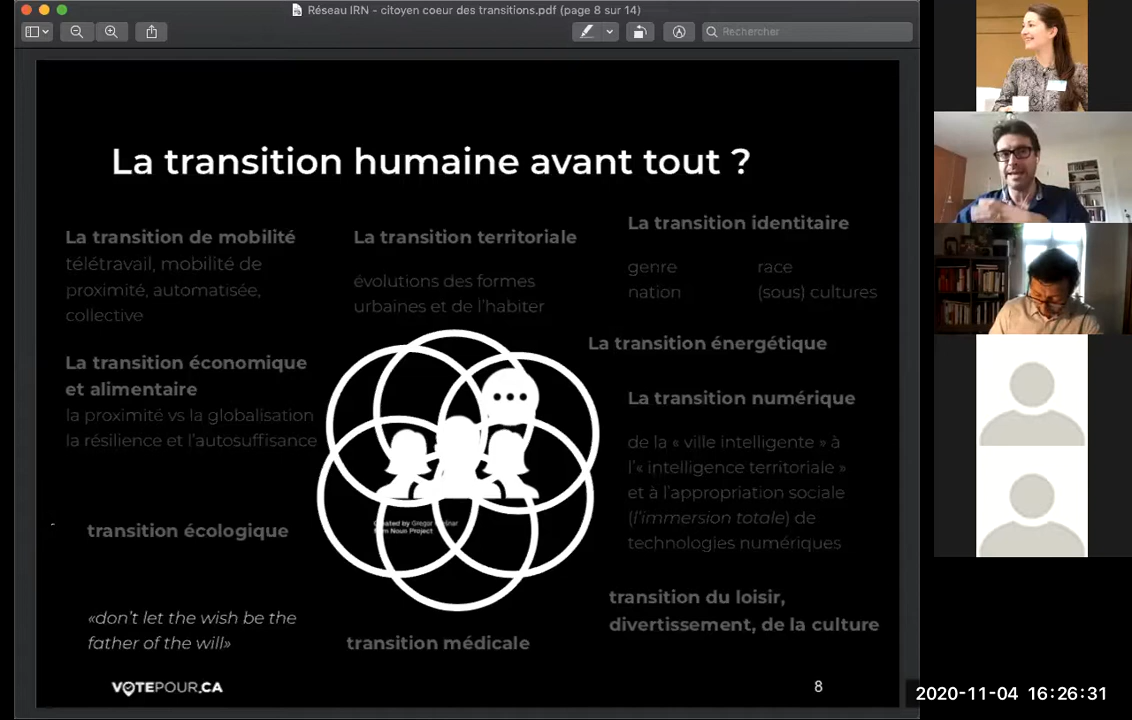 Réseau IRN - citoyen coeur des transitions.pdf (page 8 sur 14)
Rechercher
La transition humaine avant tout ?
La transition de mobilité
télétravail, mobilité de
proximité, automatisée,
collective
La transition territoriale
évolutions des formes
urbaines et de l'habiter
La transition identitaire
genre race
nation (sous) cultures
La transition économique
et alimentaire
la proximité vs la globalisation
la résilience et l'autosuffisance
La transition énergétique
La transition numérique
de la « ville intelligente » à
l'« intelligence territoriale »
et à l'appropriation sociale
(l'immersion totale) de
technologies numériques
Created by Gregor
Noun Project
transition écologique
transition du loisir,
divertissement, de la culture
«don't let the wish be the
father of the will»
transition médicale
VOTEPOUR.CA
8
2020-11-04 16:26:31